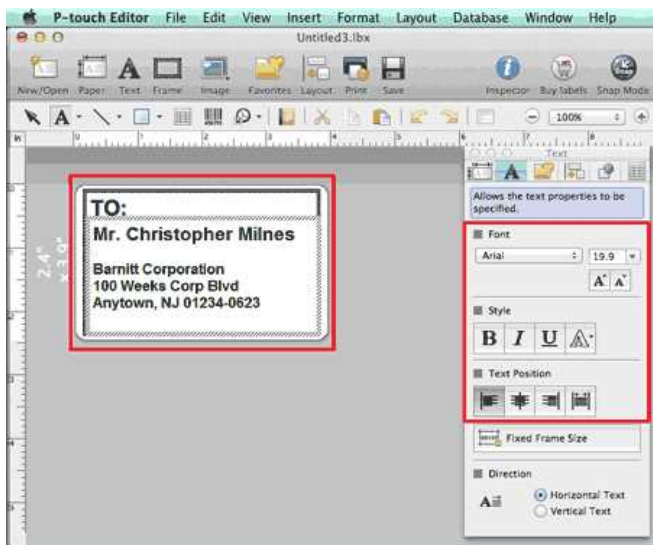 P-touch Editor File Edit View Insert Format Layout Database Window Help
Untitled3.lbx
New/Open Paper Text Frame Image Favorites Layout Print Save Inspector Buy labels Snap Mode
A 100%
Text
A
Allows the text properties to be
specified.
Font
Arial 19.9
A A
Style
B I U A
Text Position
Fixed Frame Size
Direction
A Horizontal Text
Vertical Text
2.4"
x 3.9"
TO:
Mr. Christopher Milnes
Barnitt Corporation
100 Weeks Corp Blvd
Anytown, NJ 01234-0623